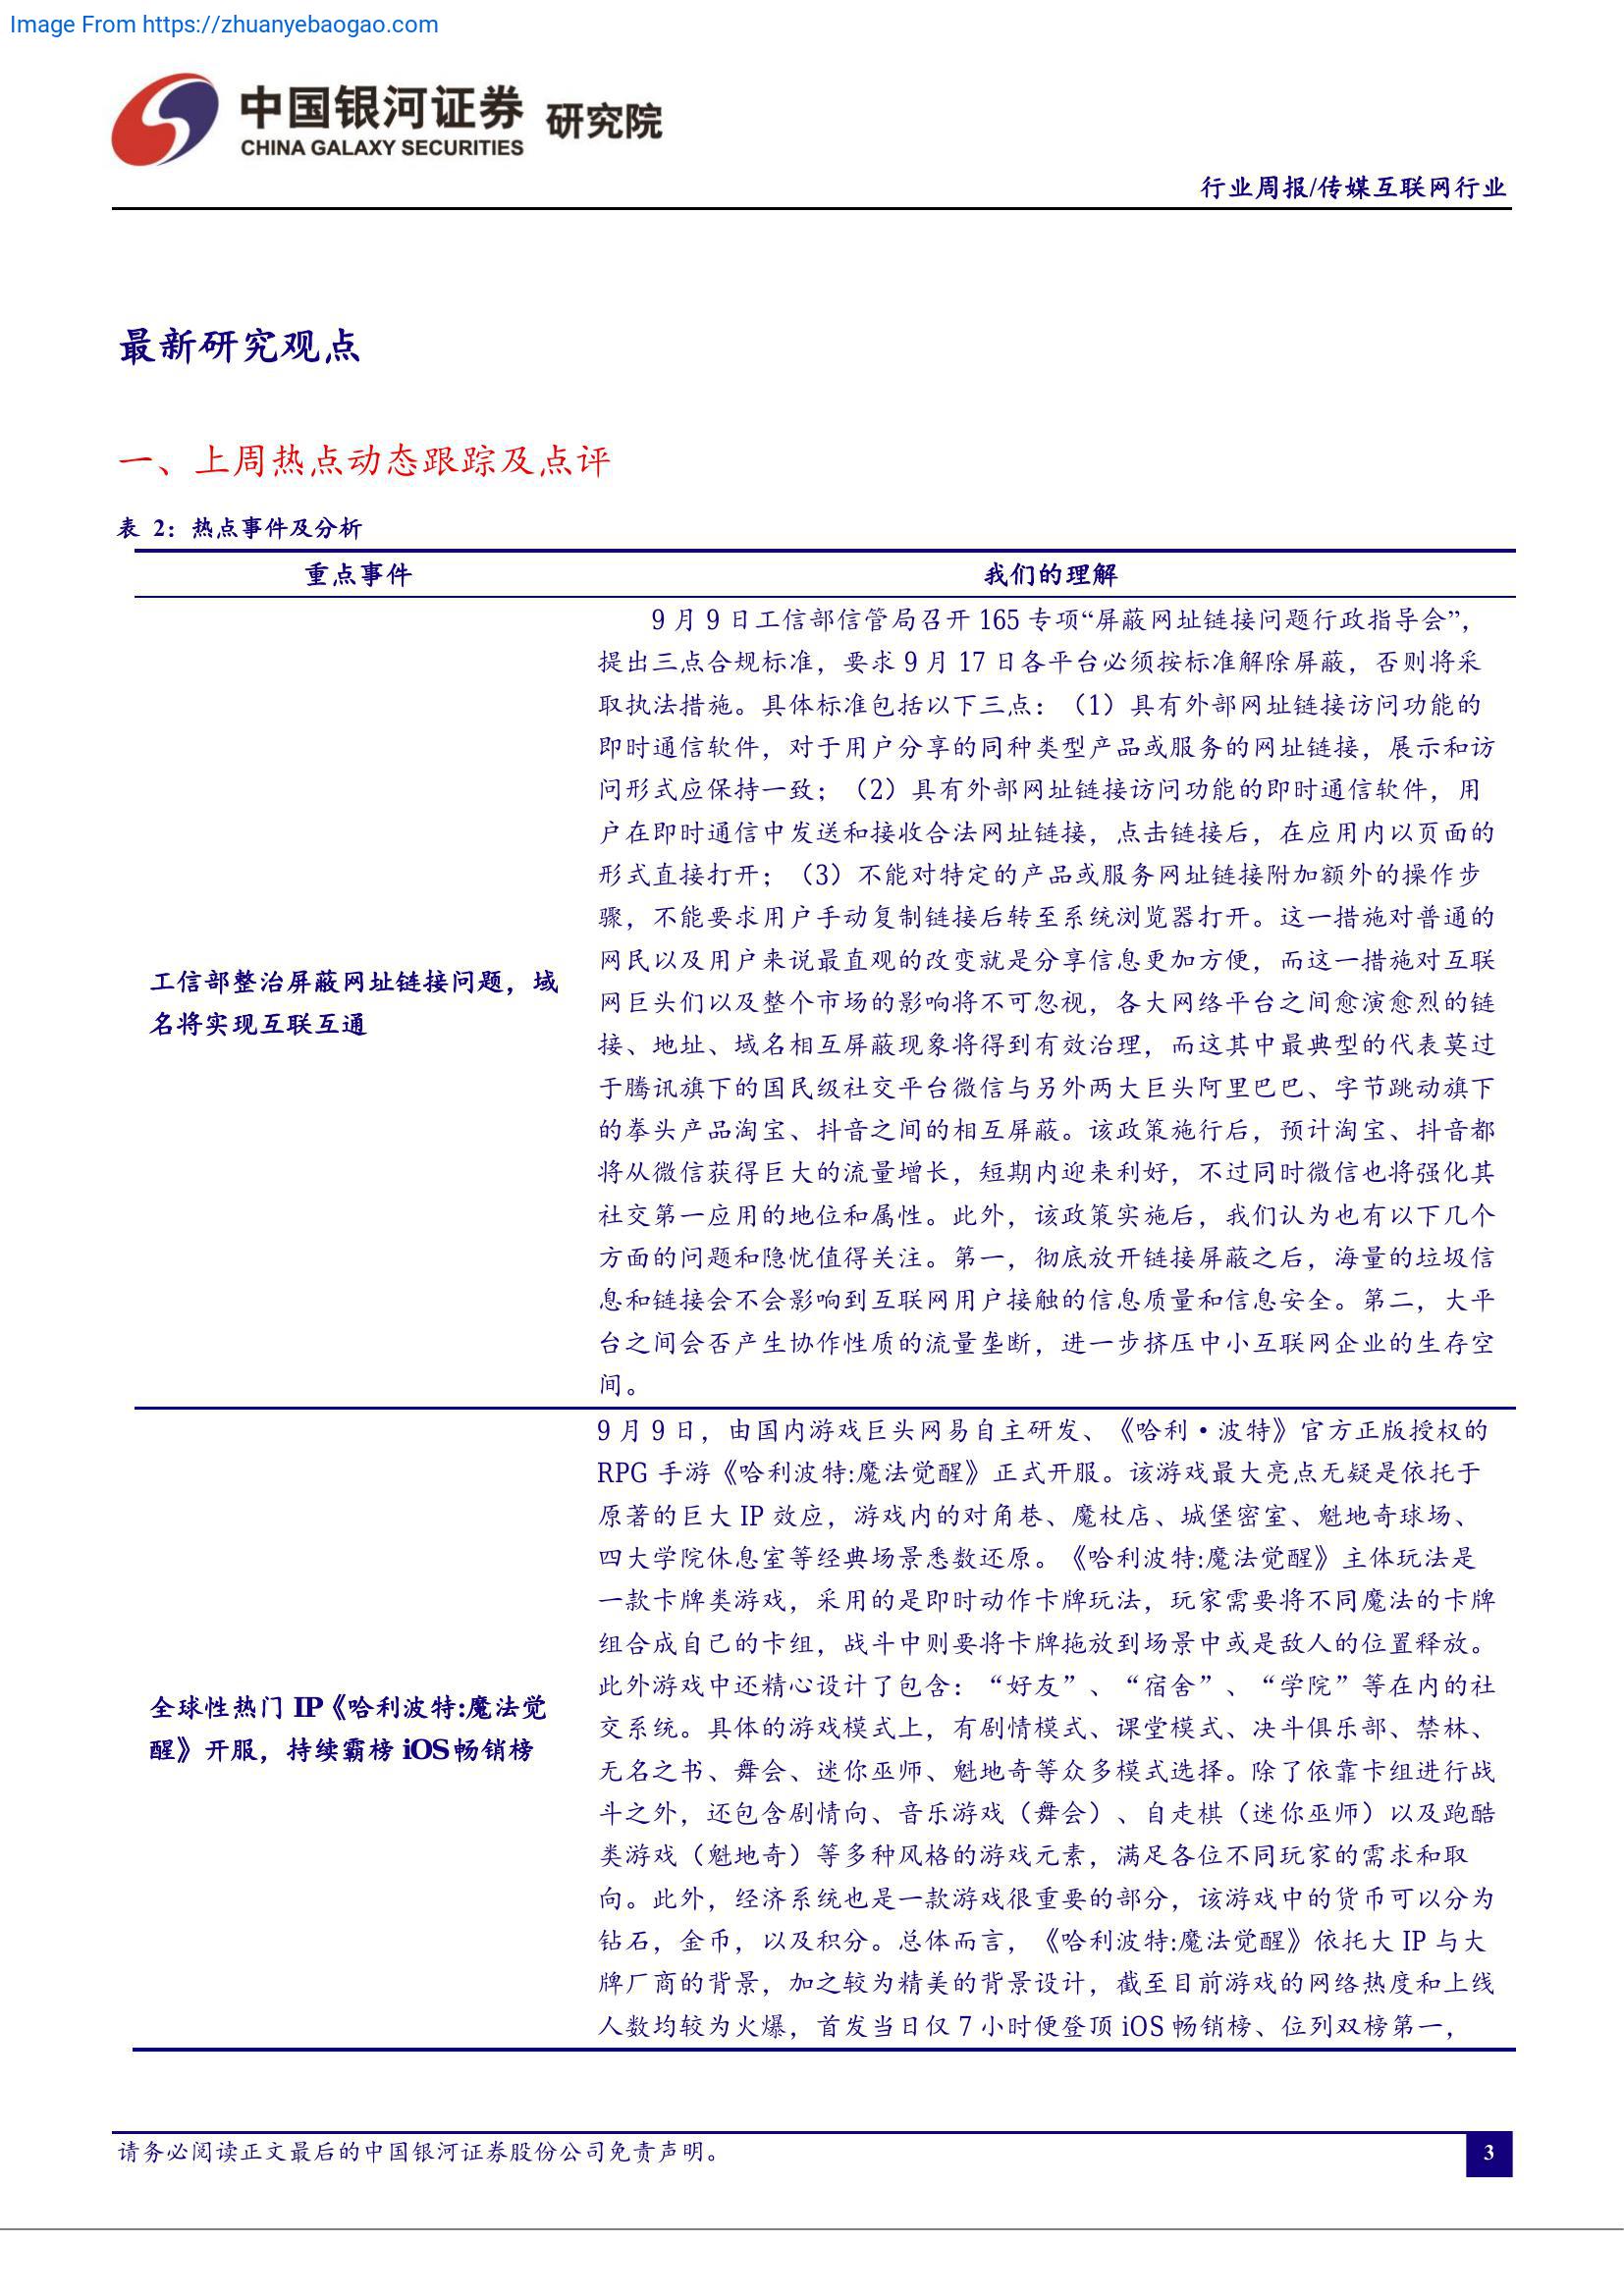 Image From https://zhuanyebaogao.com
中国银河证券 研究院
CHINA GALAXY SECURITIES
行业周报/传媒互联网行业
最新研究观点
一、上周热点动态跟踪及点评
表 2：热点事件及分析
重点事件 我们的理解
工信部整治屏蔽网址链接问题，域
名将实现互联互通
9 月 9 日工信部信管局召开 165 专项“屏蔽网址链接问题行政指导会”，
提出三点合规标准，要求 9 月 17 日各平台必须按标准解除屏蔽，否则将采
取执法措施。具体标准包括以下三点：（1）具有外部网址链接访问功能的
即时通信软件，对于用户分享的同种类型产品或服务的网址链接，展示和访
问形式应保持一致；（2）具有外部网址链接访问功能的即时通信软件，用
户在即时通信中发送和接收合法网址链接，点击链接后，在应用内以页面的
形式直接打开；（3）不能对特定的产品或服务网址链接附加额外的操作步
骤，不能要求用户手动复制链接后转至系统浏览器打开。这一措施对普通的
网民以及用户来说最直观的改变就是分享信息更加方便，而这一措施对互联
网巨头们以及整个市场的影响将不可忽视，各大网络平台之间愈演愈烈的链
接、地址、域名相互屏蔽现象将得到有效治理，而这其中最典型的代表莫过
于腾讯旗下的国民级社交平台微信与另外两大巨头阿里巴巴、字节跳动旗下
的拳头产品淘宝、抖音之间的相互屏蔽。该政策施行后，预计淘宝、抖音都
将从微信获得巨大的流量增长，短期内迎来利好，不过同时微信也将强化其
社交第一应用的地位和属性。此外，该政策实施后，我们认为也有以下几个
方面的问题和隐忧值得关注。第一，彻底放开链接屏蔽之后，海量的垃圾信
息和链接会不会影响到互联网用户接触的信息质量和信息安全。第二，大平
台之间会否产生协作性质的流量垄断，进一步挤压中小互联网企业的生存空
间。
全球性热门 IP《哈利波特:魔法觉
醒》开服，持续霸榜 iOS 畅销榜
9 月 9 日，由国内游戏巨头网易自主研发、《哈利·波特》官方正版授权的
RPG 手游《哈利波特:魔法觉醒》正式开服。该游戏最大亮点无疑是依托于
原著的巨大 IP 效应，游戏内的对角巷、魔杖店、城堡密室、魁地奇球场、
四大学院休息室等经典场景悉数还原。《哈利波特:魔法觉醒》主体玩法是
一款卡牌类游戏，采用的是即时动作卡牌玩法，玩家需要将不同魔法的卡牌
组合成自己的卡组，战斗中则要将卡牌拖放到场景中或是敌人的位置释放。
此外游戏中还精心设计了包含：“好友”、“宿舍”、“学院”等在内的社
交系统。具体的游戏模式上，有剧情模式、课堂模式、决斗俱乐部、禁林、
无名之书、舞会、迷你巫师、魁地奇等众多模式选择。除了依靠卡组进行战
斗之外，还包含剧情向、音乐游戏（舞会）、自走棋（迷你巫师）以及跑酷
类游戏（魁地奇）等多种风格的游戏元素，满足各位不同玩家的需求和取
向。此外，经济系统也是一款游戏很重要的部分，该游戏中的货币可以分为
钻石，金币，以及积分。总体而言，《哈利波特:魔法觉醒》依托大 IP 与大
牌厂商的背景，加之较为精美的背景设计，截至目前游戏的网络热度和上线
人数均较为火爆，首发当日仅 7 小时便登顶 iOS 畅销榜、位列双榜第一，
请务必阅读正文最后的中国银河证券股份公司免责声明。
3